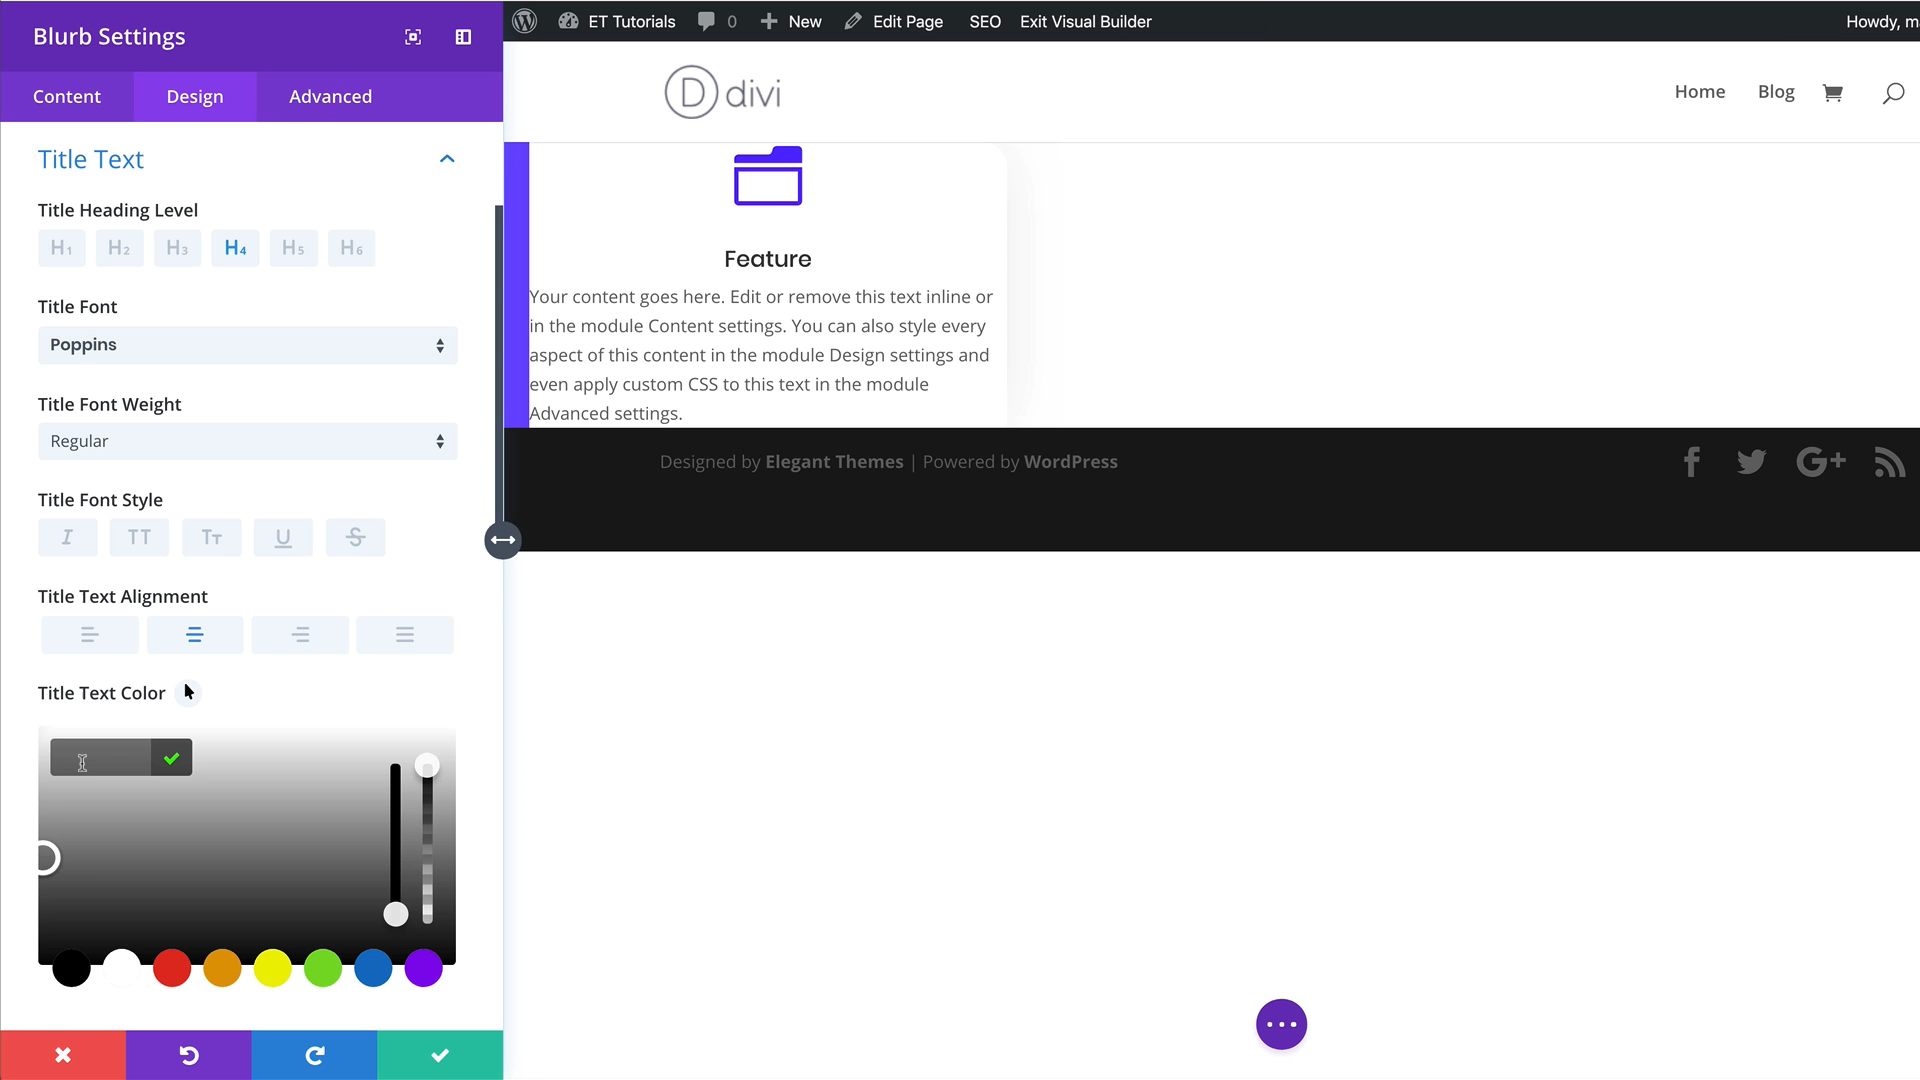 Blurb Settings
Content
Design
Advanced
Title Text
Title Heading Level
H1
H2
H3
H4
H5
H6
Title Font
Poppins
Title Font Weight
Regular
Title Font Style
I
TT
Tт
U
S
Title Text Alignment
Title Text Color
ET Tutorials
0
New
Edit Page
SEO
Exit Visual Builder
Howdy, m
D divi
Home
Blog
Feature
Your content goes here. Edit or remove this text inline or
in the module Content settings. You can also style every
aspect of this content in the module Design settings and
even apply custom CSS to this text in the module
Advanced settings.
Designed by Elegant Themes | Powered by WordPress
G+